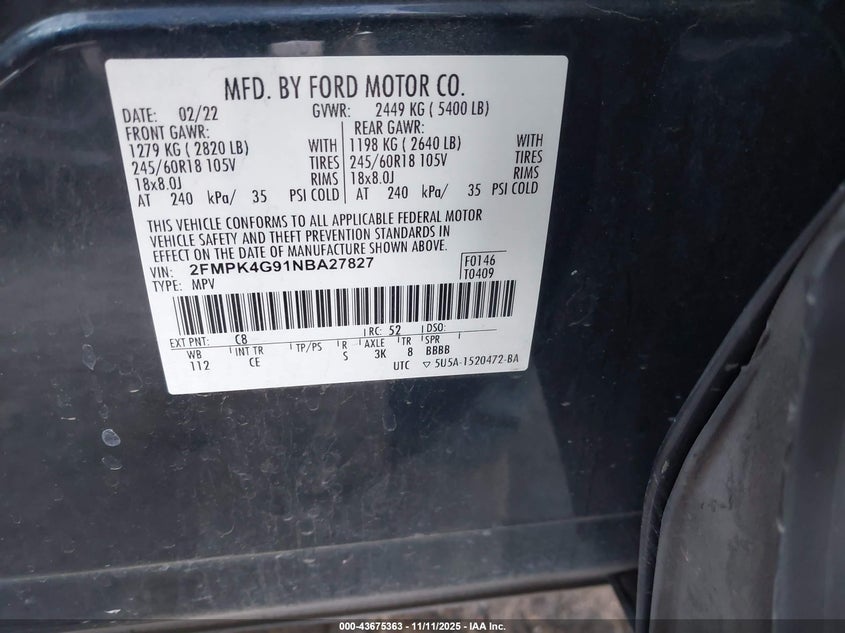 MFD. BY FORD MOTOR CO.
DATE: 02/22 GVWR: 2449 KG ( 5400 LB)
FRONT GAWR: REAR GAWR:
1279 KG ( 2820 LB) WITH 1198 KG ( 2640 LB) WITH
245/60R18 105V TIRES 245/60R18 105V TIRES
18x8.0J RIMS 18x8.0J RIMS
AT 240 kPa/ 35 PSI COLD AT 240 kPa/ 35 PSI COLD
THIS VEHICLE CONFORMS TO ALL APPLICABLE FEDERAL MOTOR
VEHICLE SAFETY AND THEFT PREVENTION STANDARDS IN
EFFECT ON THE DATE OF MANUFACTURE SHOWN ABOVE.
VIN: 2FMPK4G91NBA27827 F0146
TYPE: MPV T0409
EXT PNT: C8 RC: 52 DSO:
WB INT TR TP/PS R AXLE TR SPR
112 CE S 3K 8 BBBB
UTC ▽ 5U5A-1520472-BA
000-43675363 - 11/11/2025 - IAA Inc.